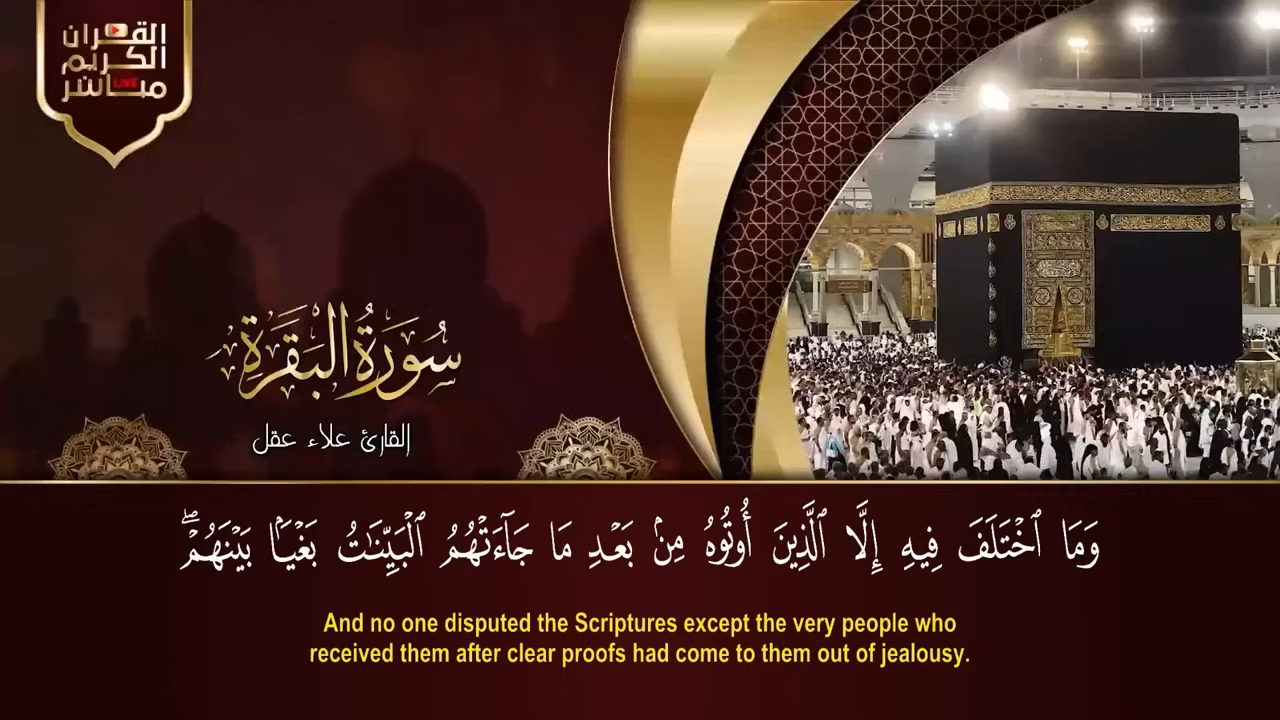 القرآن
الكريم
مباشر
LIVE
سُورَةُ البَقَرَةِ
القارئ علاء عقل
وَمَا ٱخْتَلَفَ فِيهِ إِلَّا ٱلَّذِينَ أُوتُوهُ مِنۢ بَعْدِ مَا جَآءَتْهُمُ ٱلْبَيِّنَـٰتُ بَغْيَۢا بَيْنَهُمْۖ
And no one disputed the Scriptures except the very people who
received them after clear proofs had come to them out of jealousy.